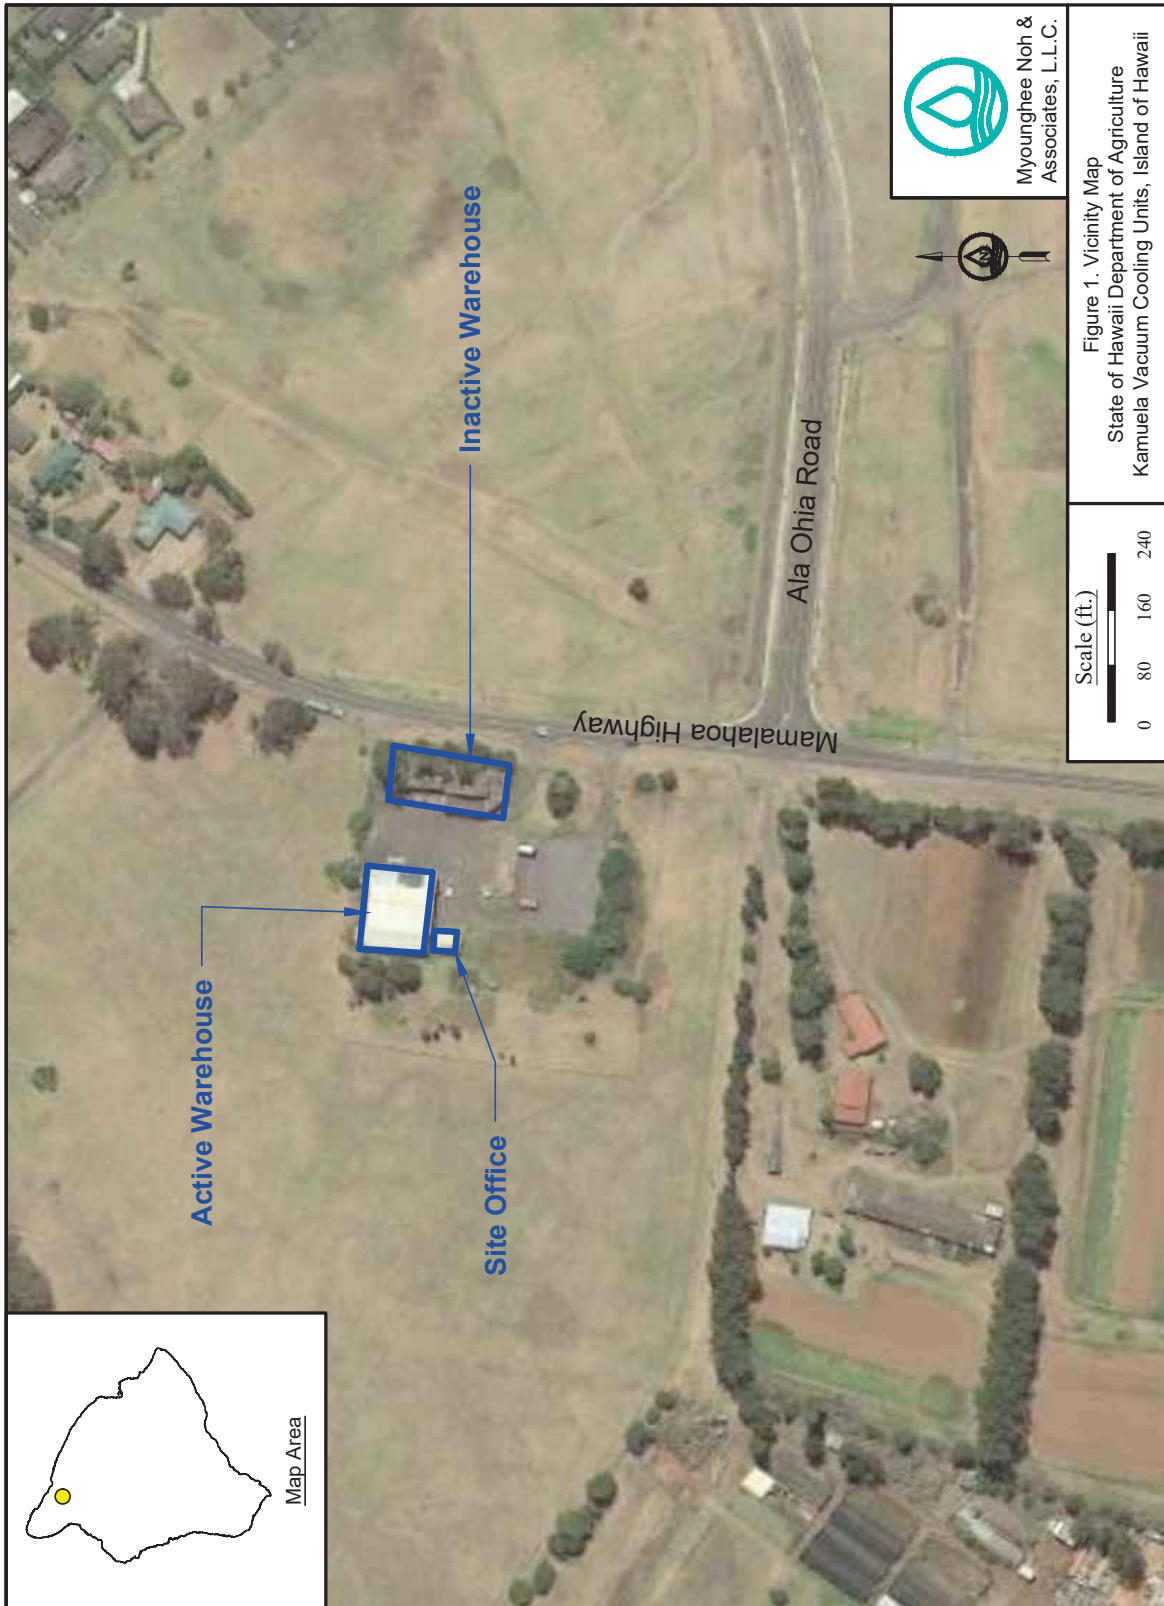 Map Area
Active Warehouse
Site Office
Inactive Warehouse
Mamalahoa Highway
Ala Ohia Road
N
Myounghee Noh &
Associates, L.L.C.
Scale (ft.)
0 80 160 240
Figure 1. Vicinity Map
State of Hawaii Department of Agriculture
Kamuela Vacuum Cooling Units, Island of Hawaii